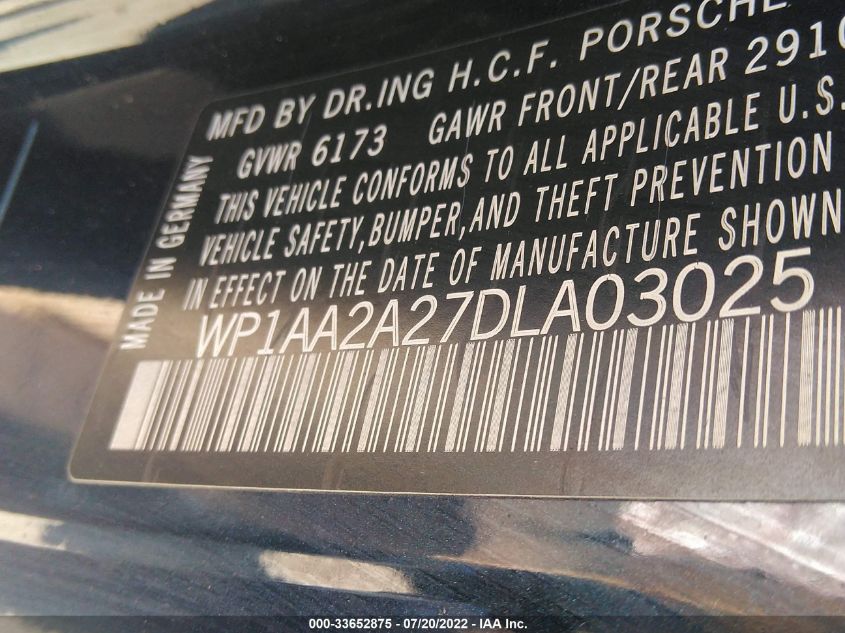 MFD BY DR.ING H.C.F. PORSCHE
GVWR 6173 GAWR FRONT/REAR 291
THIS VEHICLE CONFORMS TO ALL APPLICABLE U.S.
VEHICLE SAFETY, BUMPER, AND THEFT PREVENTION
IN EFFECT ON THE DATE OF MANUFACTURE SHOWN
WP1AA2A27DLA03025
MADE IN GERMANY
000-33652875 - 07/20/2022 - IAA Inc.